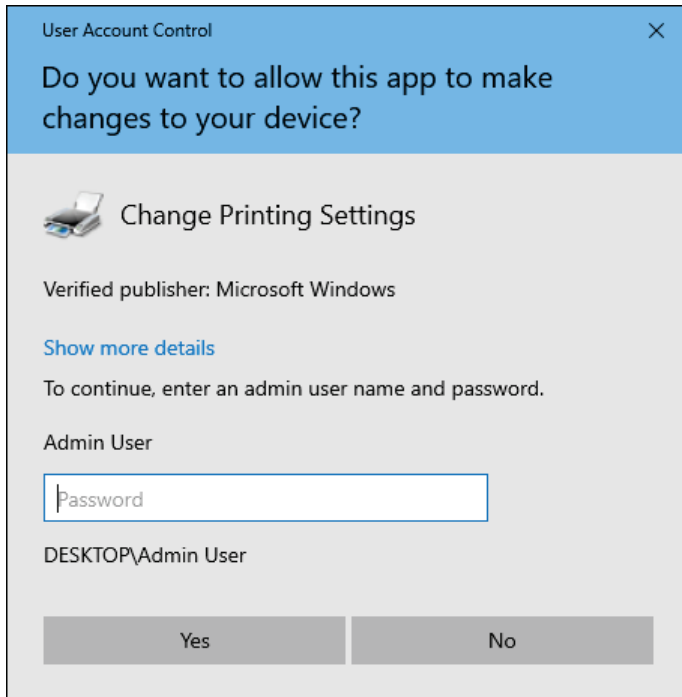 User Account Control
Do you want to allow this app to make
changes to your device?
Change Printing Settings
Verified publisher: Microsoft Windows
Show more details
To continue, enter an admin user name and password.
Admin User
Password
DESKTOP\Admin User
Yes
No